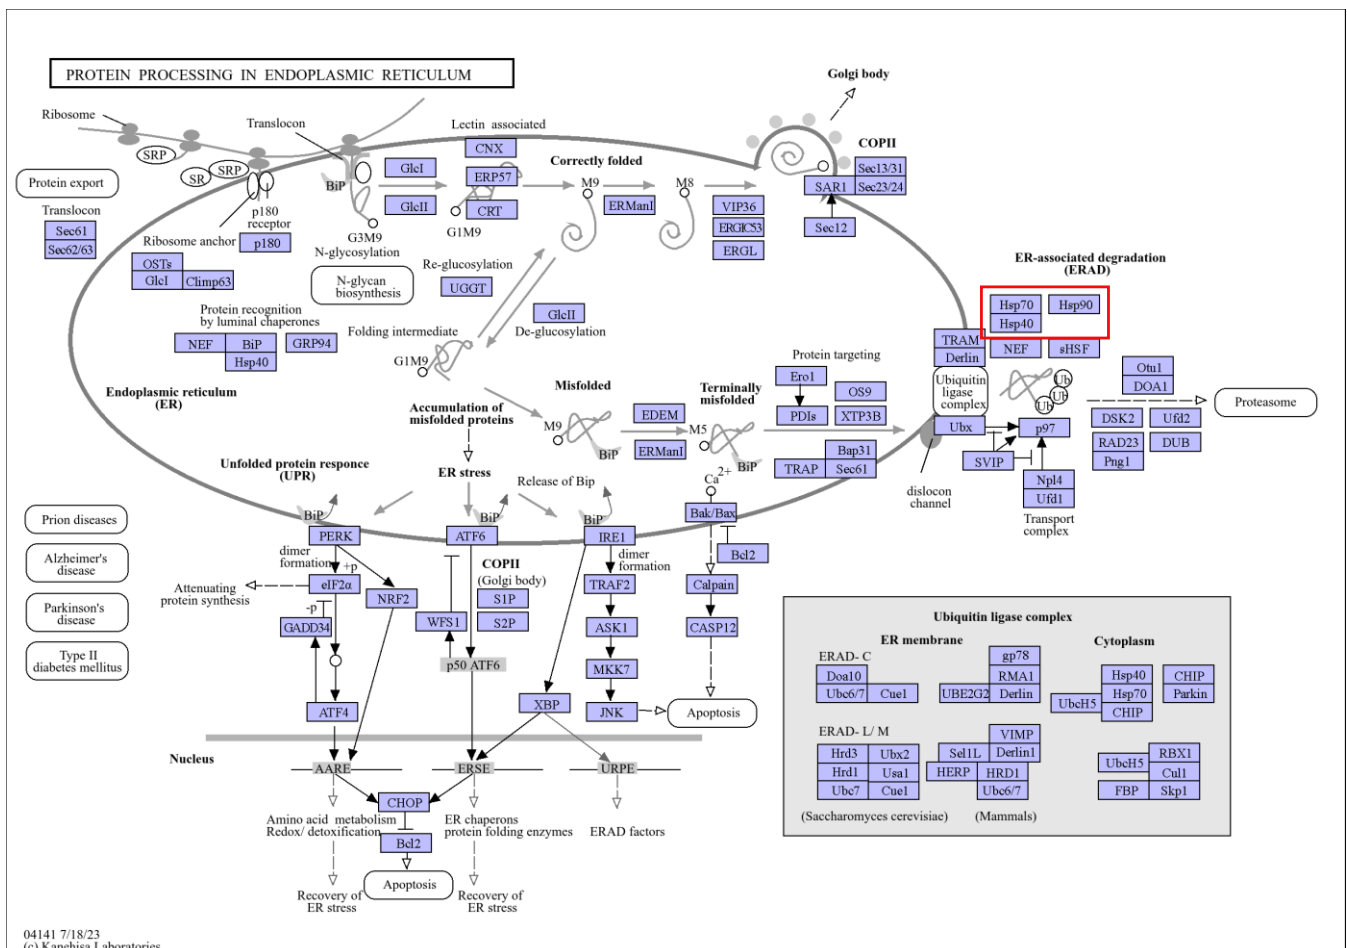 PROTEIN PROCESSING IN ENDOPLASMIC RETICULUM
Golgi body
Ribosome
Translocon
Lectin associated
CNX
COPII
SRP
SR
SRP
BiP
GlcI
GlcII
ERP57
CRT
G1M9
Correctly folded
M9
M8
ERManI
VIP36
ERGIC53
ERGL
SAR1
Sec13/31
Sec23/24
Sec12
Protein export
Translocon
Sec61
Sec62/63
p180
receptor
p180
Ribosome anchor
OSTs
GlcI
Climp63
G3M9
N-glycosylation
N-glycan
biosynthesis
Re-glucosylation
UGGT
GlcII
De-glucosylation
Protein recognition
by luminal chaperones
NEF
BiP
Hsp40
GRP94
Folding intermediate
G1M9
ER-associated degradation
(ERAD)
Hsp70
Hsp40
Hsp90
NEF
sHSF
TRAM
Derlin
Ubiquitin
ligase
complex
Ubx
Ub
Ub
Ub
p97
SVIP
Npl4
Ufd1
Transport
complex
dislocon
channel
Otu1
DOA1
DSK2
Ufd2
RAD23
DUB
Png1
Proteasome
Endoplasmic reticulum
(ER)
Accumulation of
misfolded proteins
Misfolded
M9
BiP
EDEM
ERManI
Terminally
misfolded
M5
BiP
Protein targeting
Ero1
PDIs
OS9
XTP3B
TRAP
Bap31
Sec61
Unfolded protein responce
(UPR)
ER stress
Release of Bip
Ca2+
Bak/Bax
Bcl2
Calpain
CASP12
Apoptosis
Prion diseases
Alzheimer's
disease
Parkinson's
disease
Type II
diabetes mellitus
BiP
PERK
dimer
formation
+p
eIF2α
-p
GADD34
Attenuating
protein synthesis
NRF2
ATF4
BiP
ATF6
COPII
(Golgi body)
S1P
S2P
WFS1
p50 ATF6
BiP
IRE1
dimer
formation
TRAF2
ASK1
MKK7
JNK
XBP
Nucleus
AARE
ERSE
URPE
CHOP
Bcl2
Apoptosis
Amino acid metabolism
Redox/ detoxification
ER chaperons
protein folding enzymes
ERAD factors
Recovery of
ER stress
Recovery of
ER stress
Ubiquitin ligase complex
ER membrane
Cytoplasm
ERAD- C
Doa10
Ubc6/7
Cue1
gp78
RMA1
UBE2G2
Derlin
Hsp40
Hsp70
UbcH5
CHIP
CHIP
Parkin
ERAD- L/ M
Hrd3
Ubx2
Hrd1
Usa1
Ubc7
Cue1
VIMP
Sel1L
Derlin1
HERP
HRD1
Ubc6/7
RBX1
UbcH5
Cul1
FBP
Skp1
(Saccharomyces cerevisiae)
(Mammals)
04141 7/18/23
(c) Kanehisa Laboratories